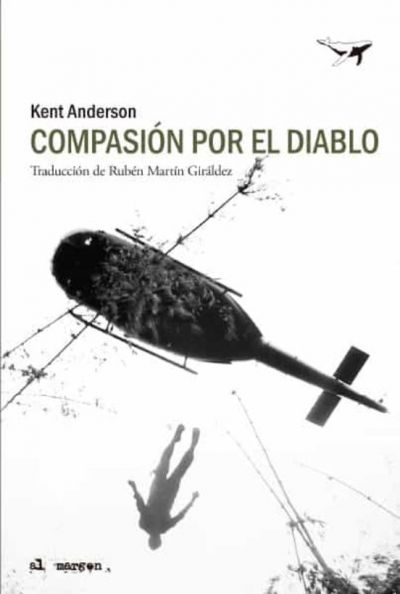 Kent Anderson
COMPASIÓN POR EL DIABLO
Traducción de Rubén Martín Giráldez
al margen.